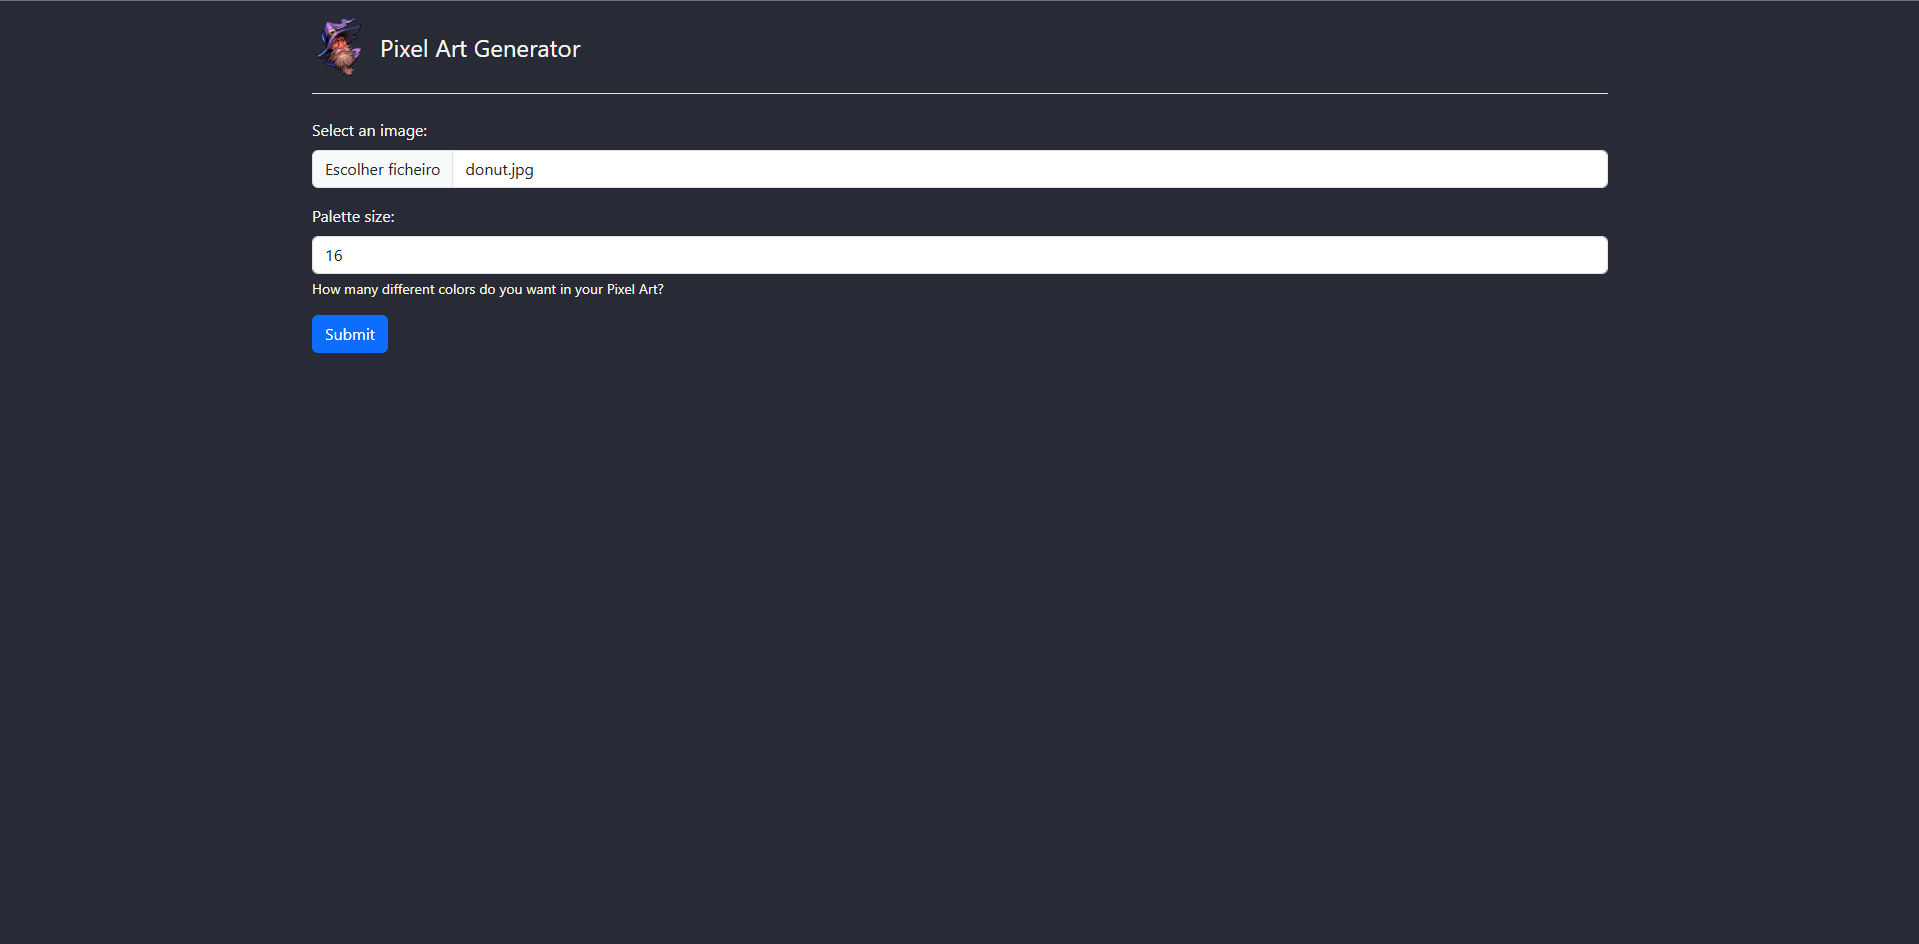 Pixel Art Generator
Select an image:
Escolher ficheiro donut.jpg
Palette size:
16
How many different colors do you want in your Pixel Art?
Submit